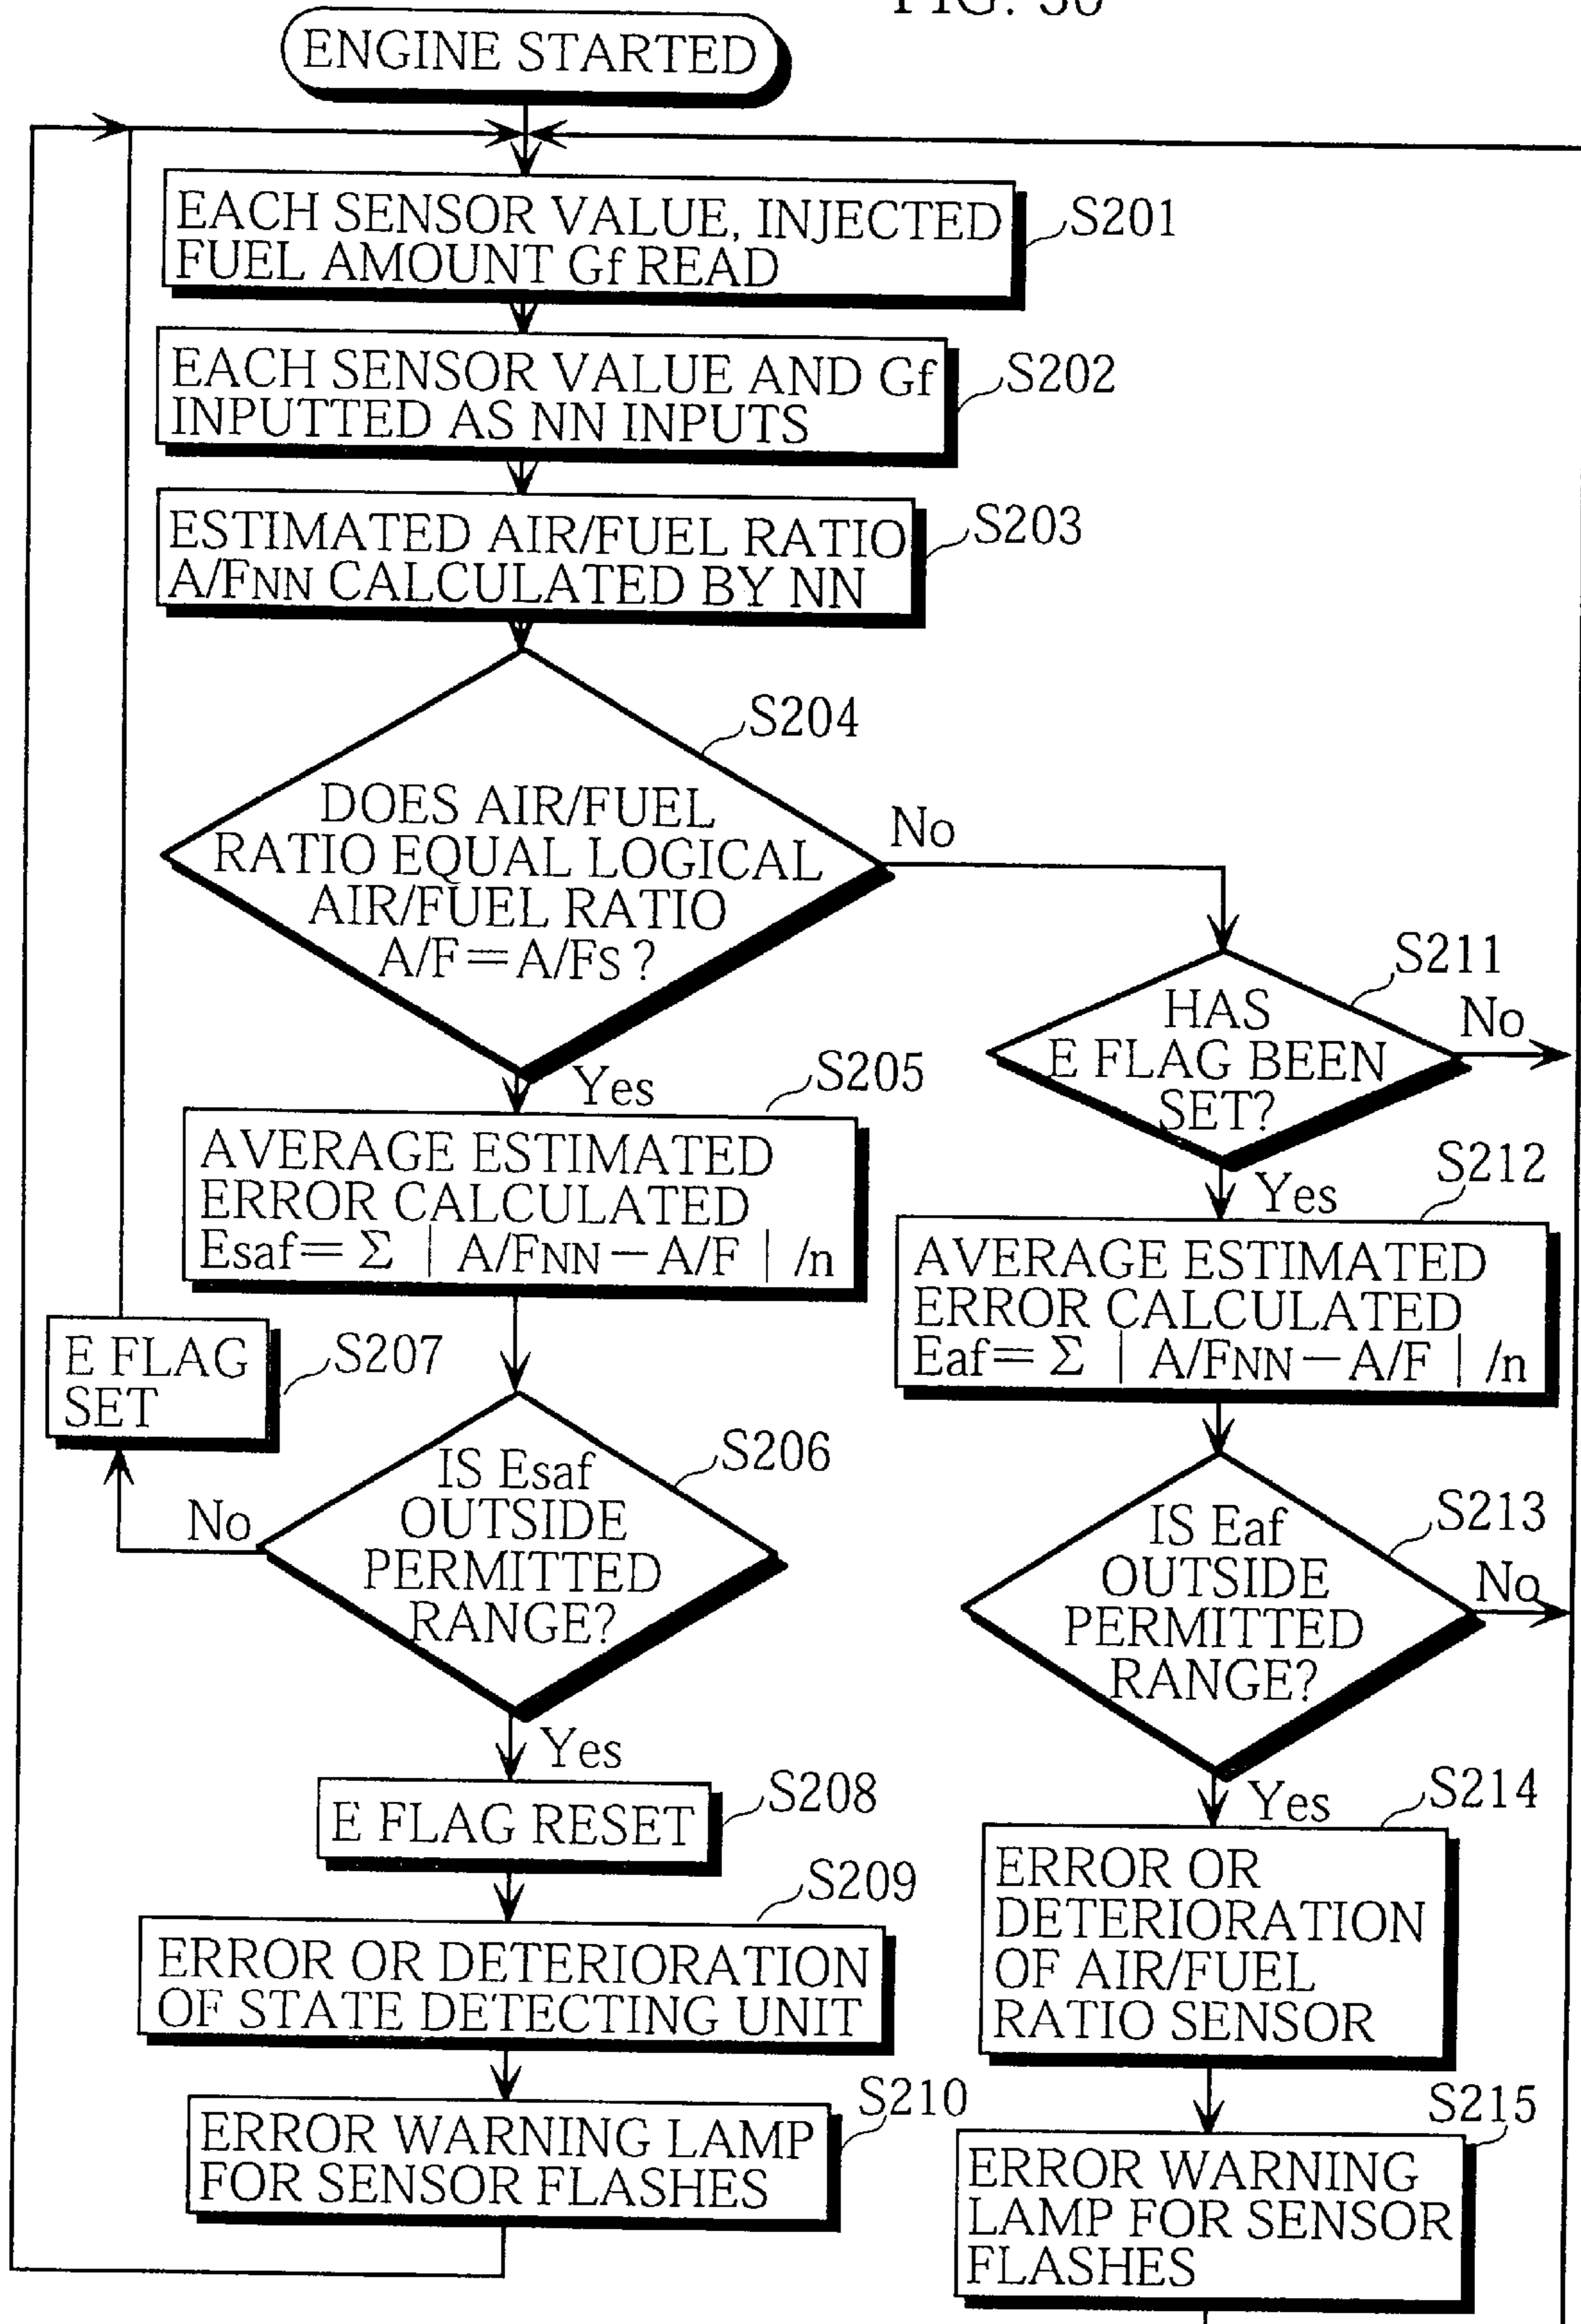 ENGINE STARTED
EACH SENSOR VALUE, INJECTED
FUEL AMOUNT Gf READ
S201
EACH SENSOR VALUE AND Gf
INPUTTED AS NN INPUTS
S202
ESTIMATED AIR/FUEL RATIO
A/FNN CALCULATED BY NN
S203
S204
DOES AIR/FUEL
RATIO EQUAL LOGICAL
AIR/FUEL RATIO
A/F=A/FS?
No
Yes
S205
AVERAGE ESTIMATED
ERROR CALCULATED
Esaf=Σ | A/FNN−A/F | /n
S206
IS Esaf
OUTSIDE
PERMITTED
RANGE?
No
E FLAG
SET
S207
Yes
E FLAG RESET
S208
S209
ERROR OR DETERIORATION
OF STATE DETECTING UNIT
S210
ERROR WARNING LAMP
FOR SENSOR FLASHES
S211
HAS
E FLAG BEEN
SET?
No
Yes
S212
AVERAGE ESTIMATED
ERROR CALCULATED
Eaf=Σ | A/FNN−A/F | /n
S213
IS Eaf
OUTSIDE
PERMITTED
RANGE?
No
Yes
S214
ERROR OR
DETERIORATION
OF AIR/FUEL
RATIO SENSOR
S215
ERROR WARNING
LAMP FOR SENSOR
FLASHES